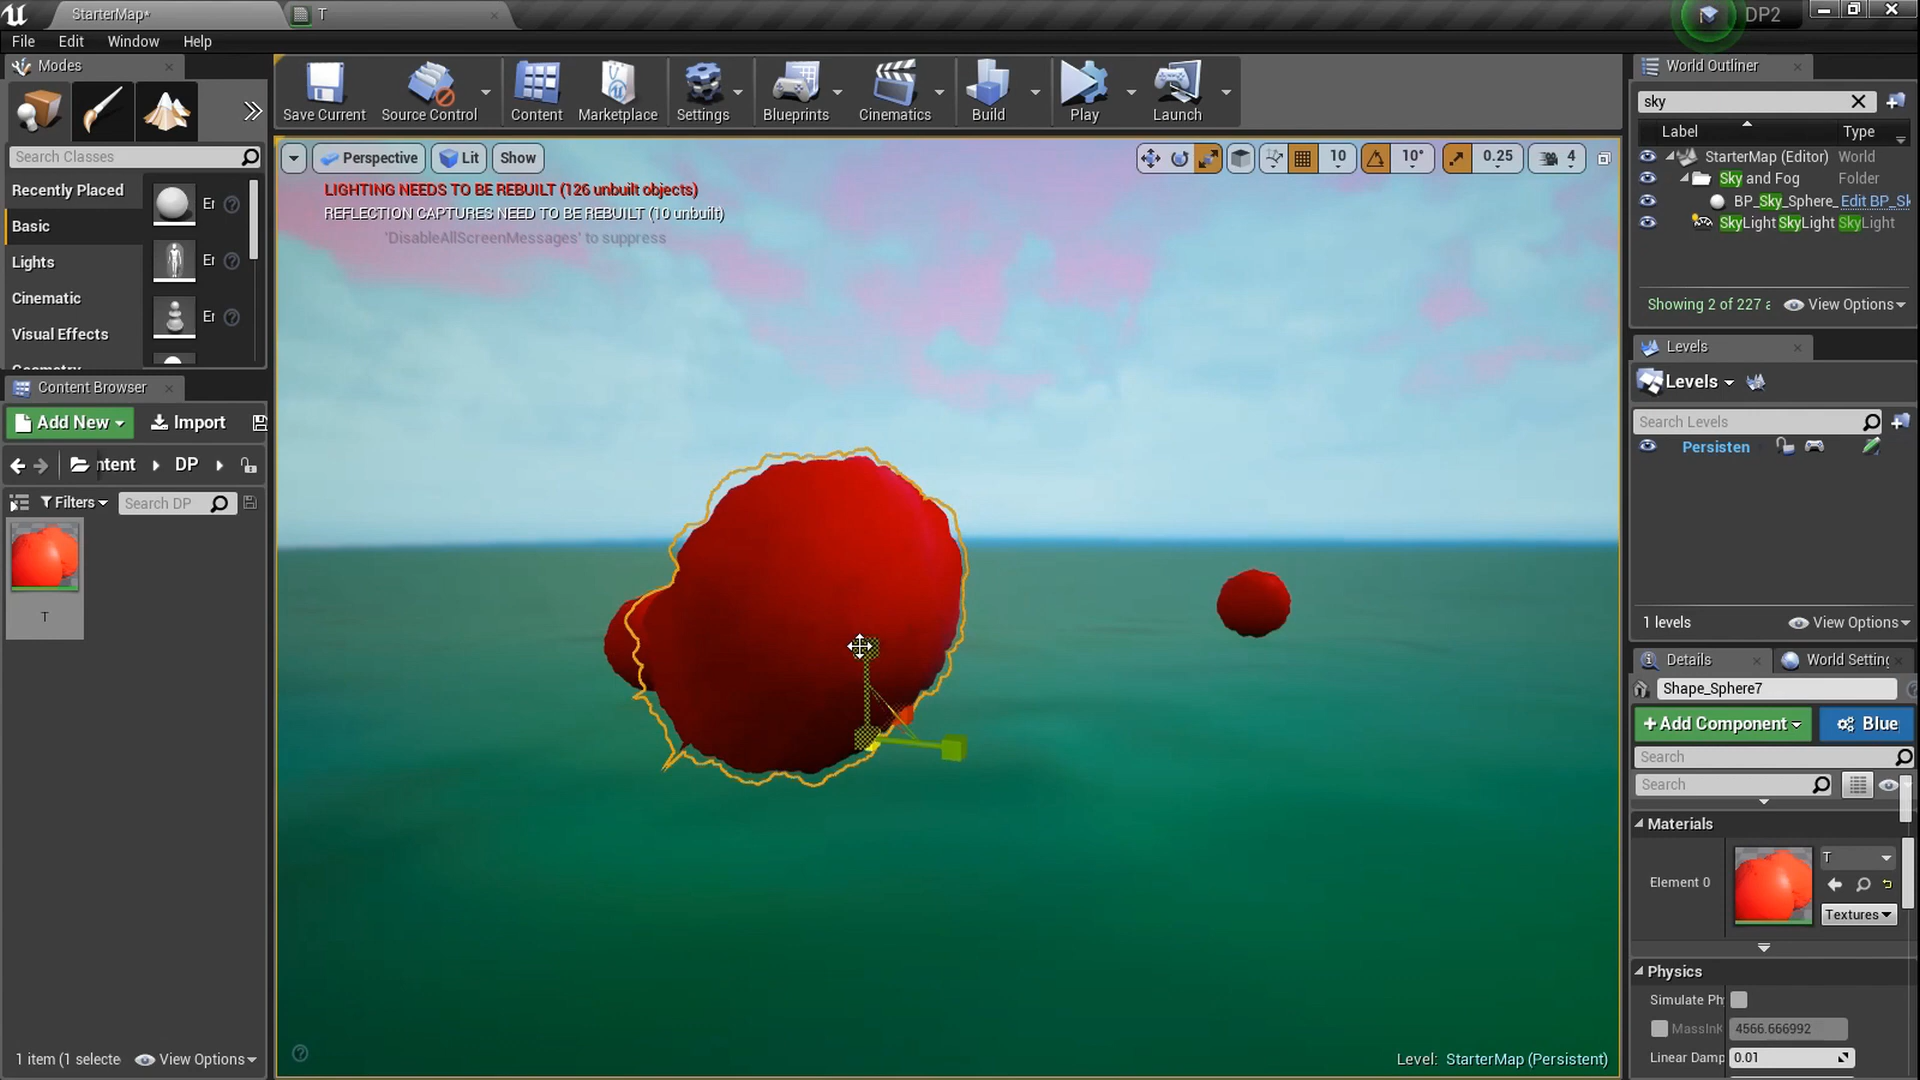 StarterMap*
T
DP2
File Edit Window Help
Modes
Search Classes
Recently Placed
Basic
Lights
Cinematic
Visual Effects
Geometry
Er
Er
Er
Save Current
Source Control
Content
Marketplace
Settings
Blueprints
Cinematics
Build
Play
Launch
Perspective
Lit
Show
10
10°
0.25
4
LIGHTING NEEDS TO BE REBUILT (126 unbuilt objects)
REFLECTION CAPTURES NEED TO BE REBUILT (10 unbuilt)
'DisableAllScreenMessages' to suppress
Level: StarterMap (Persistent)
Content Browser
Add New
Import
ntent
DP
Filters
Search DP
T
1 item (1 selecte
View Options
World Outliner
sky
Label
Type
StarterMap (Editor) World
Sky and Fog Folder
BP_Sky_Sphere_ Edit BP_Sk
SkyLight SkyLight SkyLight
Showing 2 of 227 a
View Options
Levels
Levels
Search Levels
Persisten
1 levels
View Options
Details
World Setting
Shape_Sphere7
+Add Component
Blue
Search
Search
Materials
Element 0
T
Textures
Physics
Simulate Ph
MassInK
4566.666992
Linear Damp
0.01